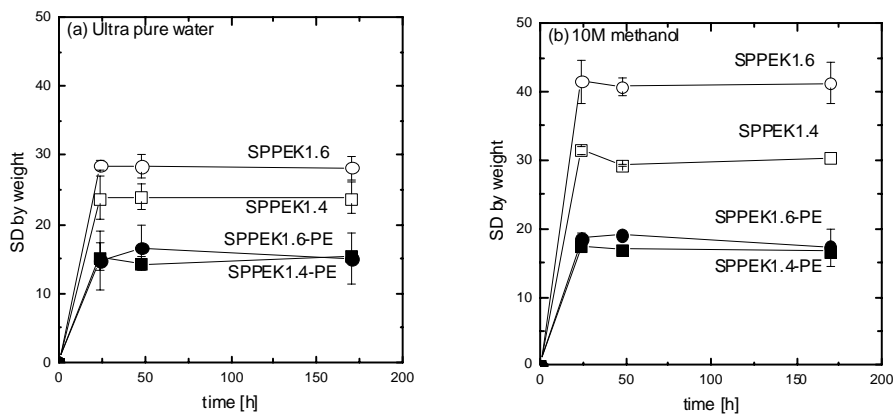 (a) Ultra pure water
50
40
30
20
10
0
SD by weight
SPPEK1.6
SPPEK1.4
SPPEK1.6-PE
SPPEK1.4-PE
0 50 100 150 200
time [h]
(b) 10M methanol
50
40
30
20
10
0
SD by weight
SPPEK1.6
SPPEK1.4
SPPEK1.6-PE
SPPEK1.4-PE
0 50 100 150 200
time [h]